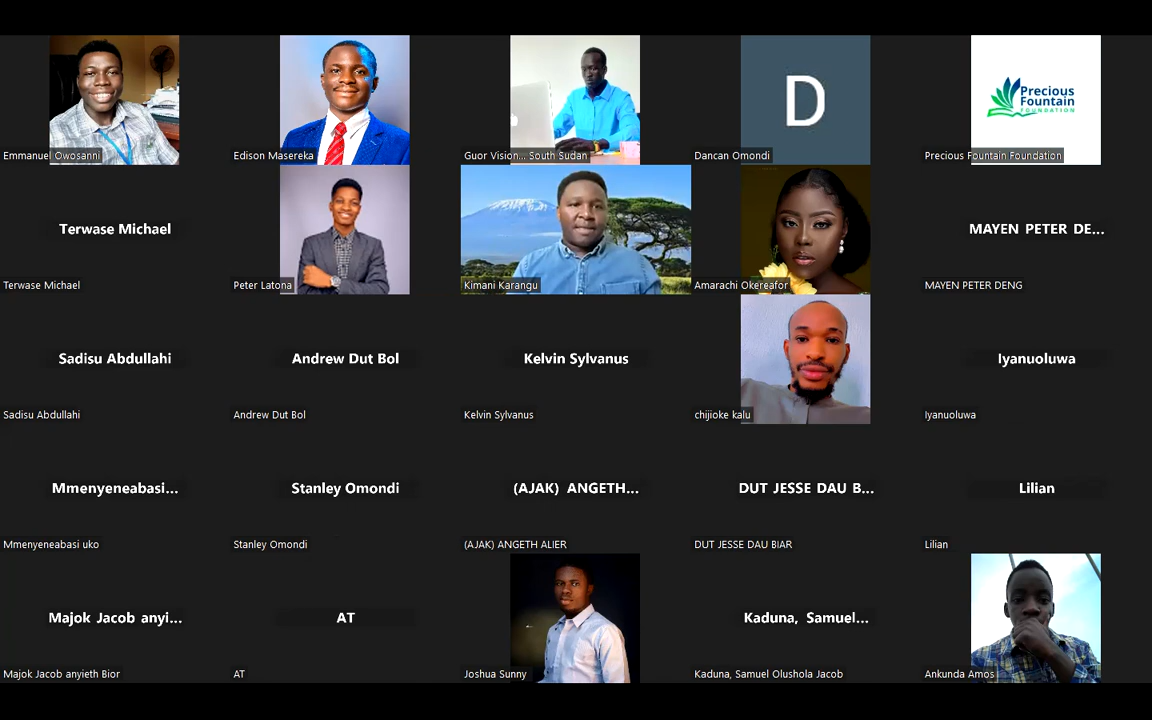 Emmanuel Owosanni
Edison Masereka
Guor Vision... South Sudan
D
Dancan Omondi
Precious
Fountain
FOUNDATION
Precious Fountain Foundation
Terwase Michael
Terwase Michael
Peter Latona
Kimani Karangu
Amarachi Okereafor
MAYEN PETER DE...
MAYEN PETER DENG
Sadisu Abdullahi
Sadisu Abdullahi
Andrew Dut Bol
Andrew Dut Bol
Kelvin Sylvanus
Kelvin Sylvanus
chijioke kalu
Iyanuoluwa
Iyanuoluwa
Mmenyeneabasi...
Mmenyeneabasi uko
Stanley Omondi
Stanley Omondi
(AJAK) ANGETH...
(AJAK) ANGETH ALIER
DUT JESSE DAU B...
DUT JESSE DAU BIAR
Lilian
Lilian
Majok Jacob anyi...
Majok Jacob anyieth Bior
AT
AT
Joshua Sunny
Kaduna, Samuel...
Kaduna, Samuel Olushola Jacob
Ankunda Amos